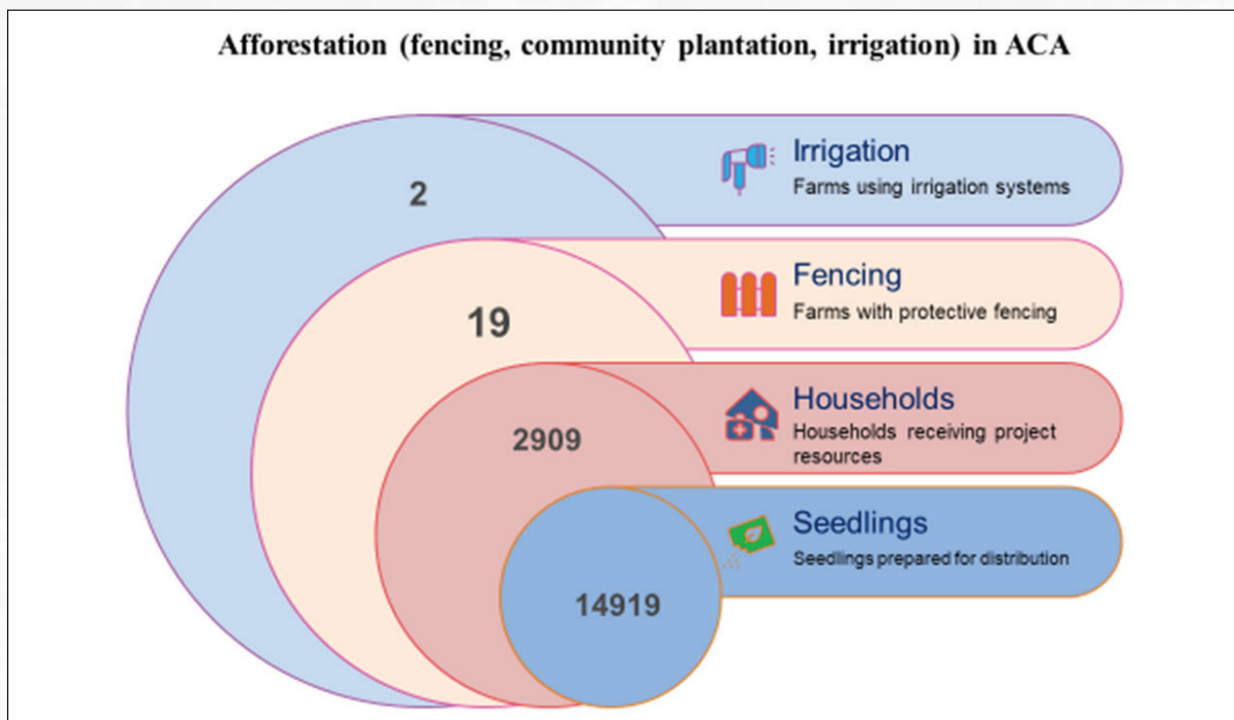 Afforestation (fencing, community plantation, irrigation) in ACA
2
Irrigation
Farms using irrigation systems
19
Fencing
Farms with protective fencing
2909
Households
Households receiving project
resources
14919
Seedlings
Seedlings prepared for distribution